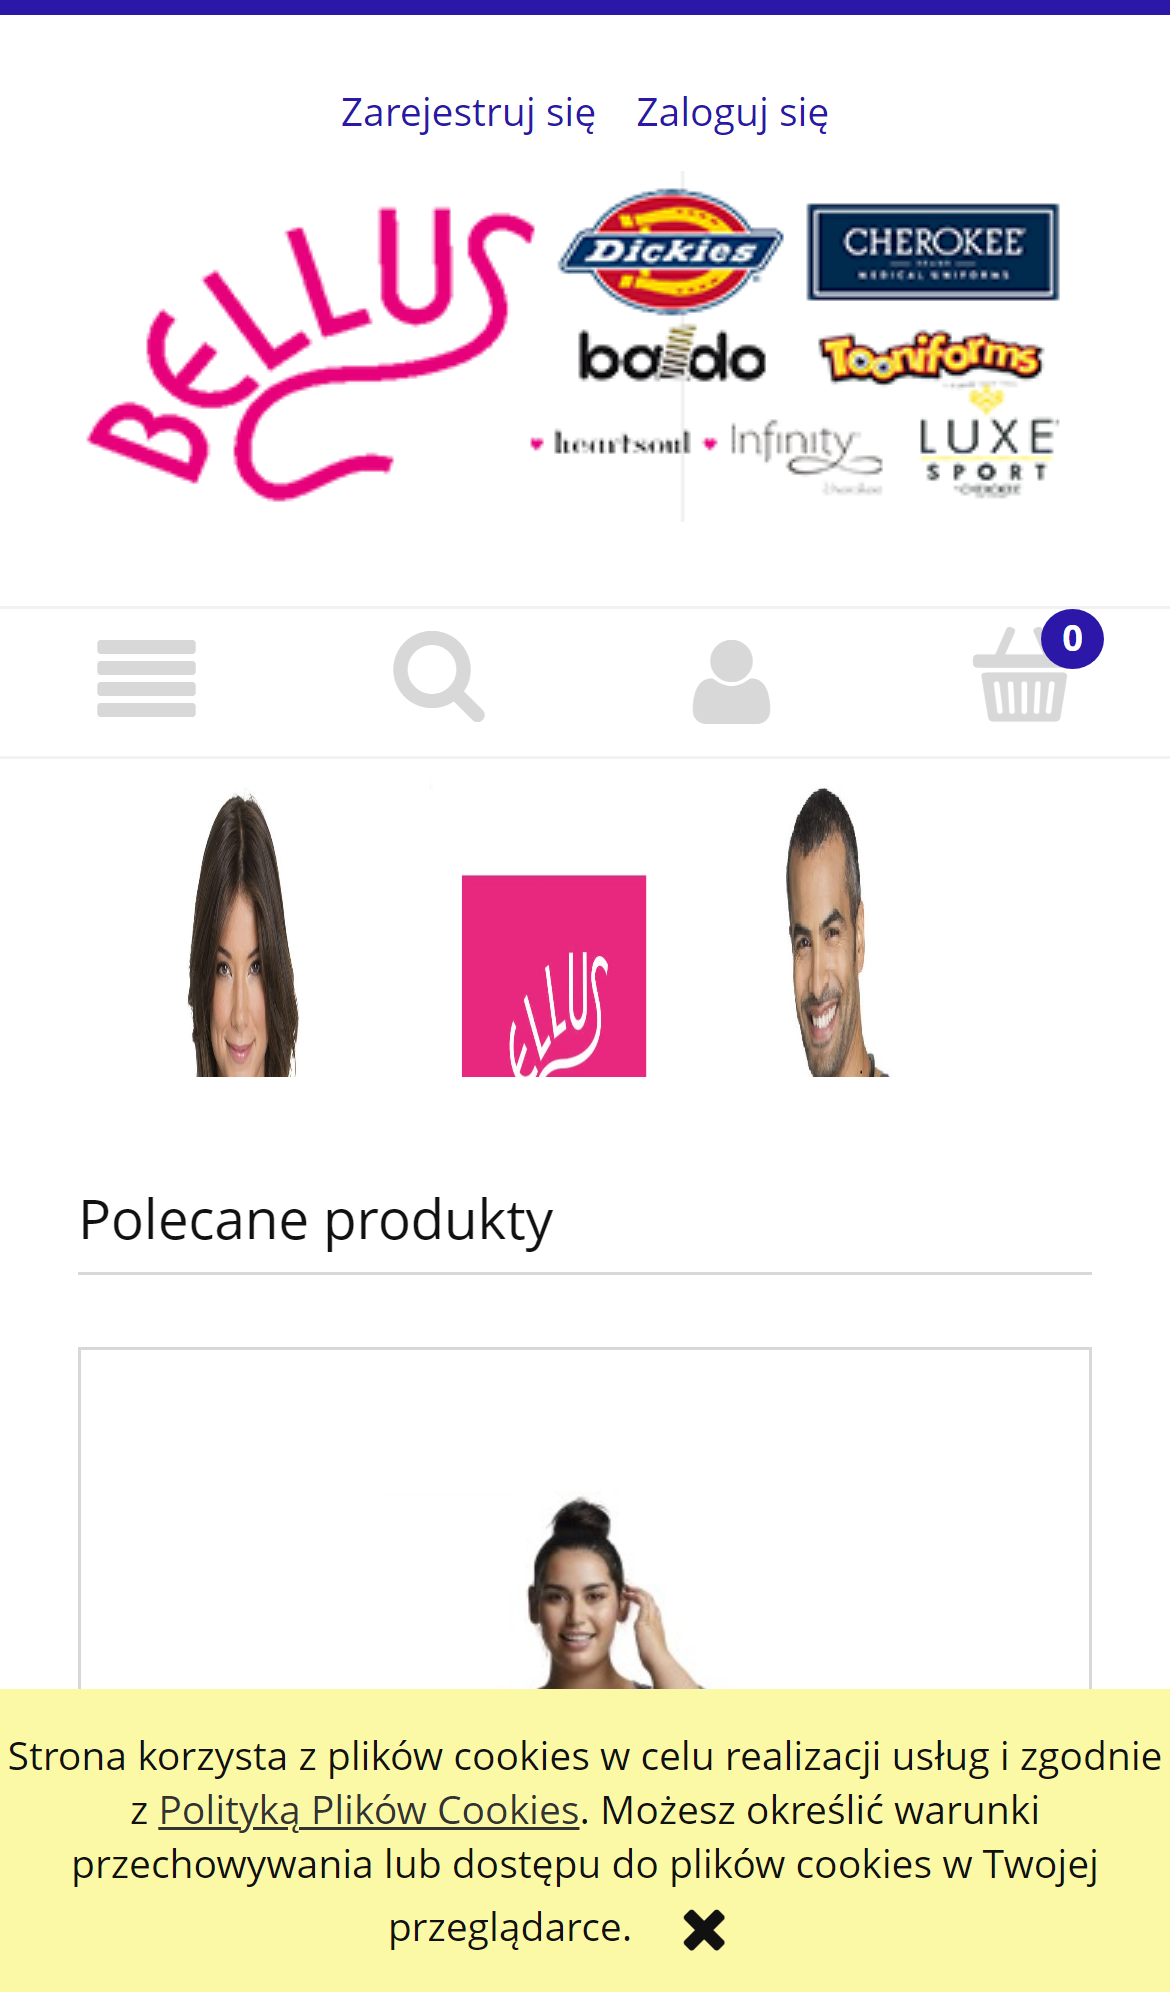 Zarejestruj się Zaloguj się
BELLUS
Dickies
CHEROKEE
MEDICAL UNIFORMS
baldo
Tooniforms
heartsoul
Infinity
cherokee
LUXE
SPORT
0
ELLUS
Polecane produkty
Strona korzysta z plików cookies w celu realizacji usług i zgodnie
z Polityką Plików Cookies. Możesz określić warunki
przechowywania lub dostępu do plików cookies w Twojej
przeglądarce.